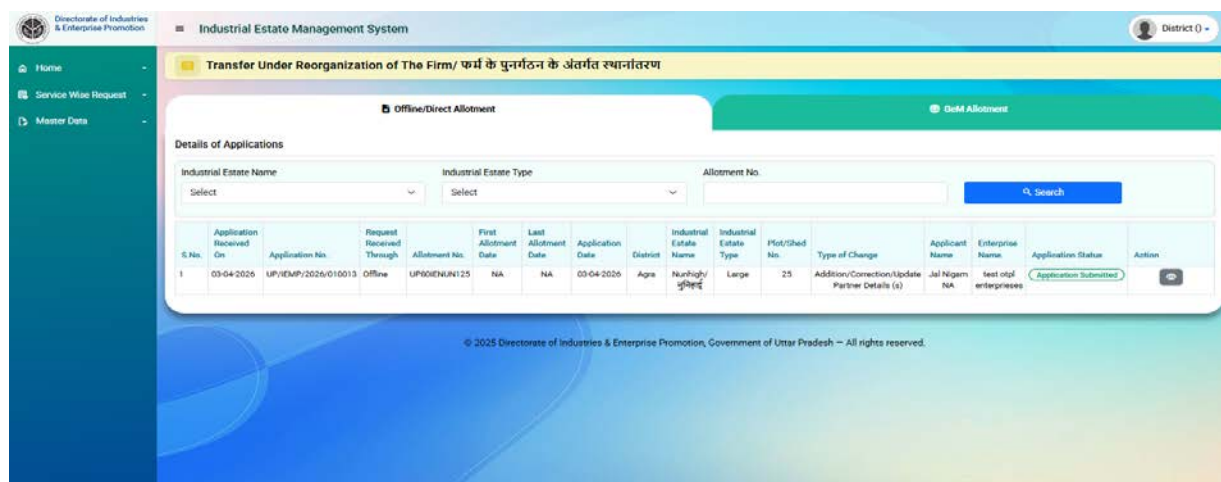 Directorate of Industries
& Enterprise Promotion
Industrial Estate Management System
District ()
Home
Service Wise Request
Master Data
Transfer Under Reorganization of The Firm/ फर्म के पुनर्गठन के अंतर्गत स्थानांतरण
Offline/Direct Allotment
GeM Allotment
Details of Applications
Industrial Estate Name
Industrial Estate Type
Allotment No.
Select
Select
Search
S.No. Application Received On Application No. Request Received Through Allotment No. First Allotment Date Last Allotment Date Application Date District Industrial Estate Name Industrial Estate Type Plot/Shed No. Type of Change Applicant Name Enterprise Name Application Status Action
1 03-04-2026 UP/IEMP/2026/010013 Offline UP80IENUN125 NA NA 03-04-2026 Agra Nunhigh/ नुनिहाई Large 25 Addition/Correction/Update Partner Details (s) Jal Nigam NA test otpl enterprieses Application Submitted
© 2025 Directorate of Industries & Enterprise Promotion, Government of Uttar Pradesh — All rights reserved.